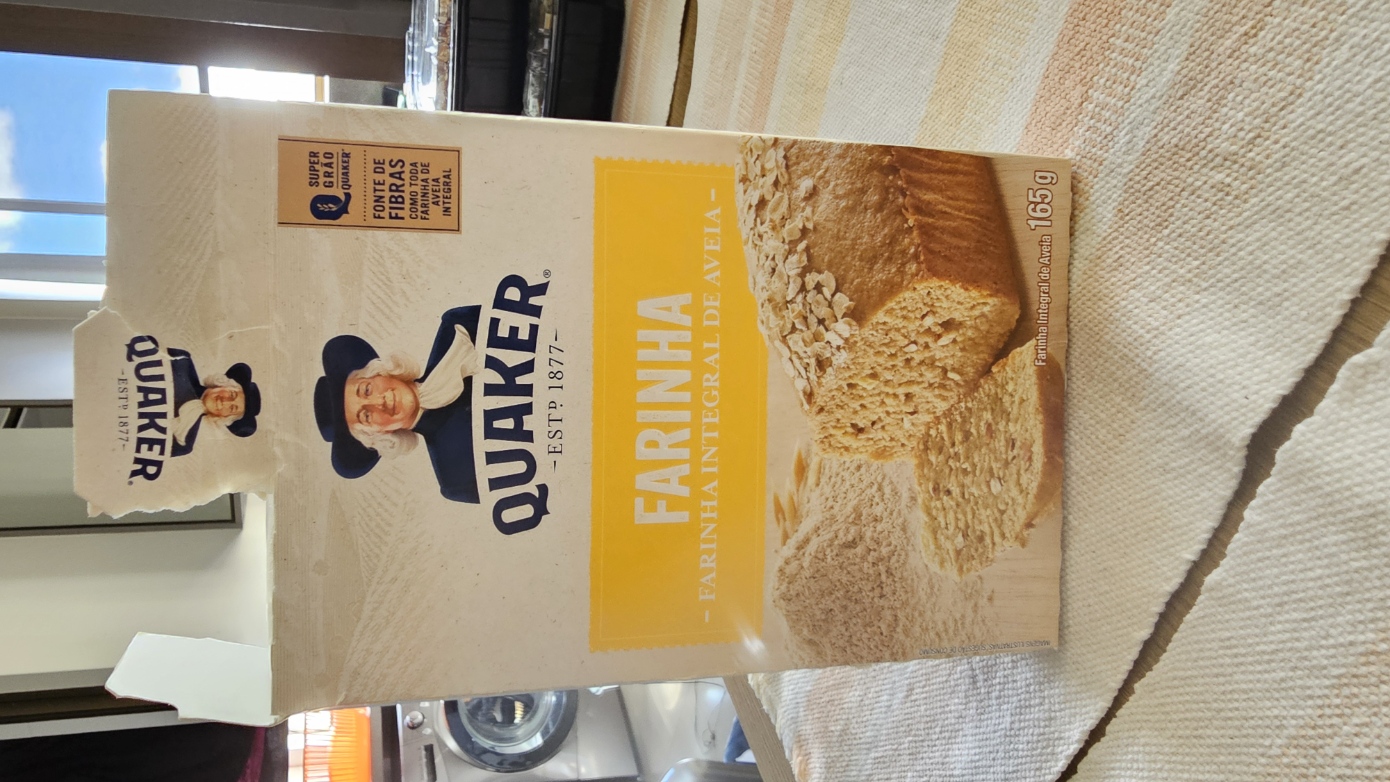 -ESTD 1877-
QUAKER®
SUPER
GRÃO
QUAKER®
FONTE DE
FIBRAS
COMO TODA
FARINHA DE
AVEIA
INTEGRAL
QUAKER®
-ESTD 1877-
FARINHA
- FARINHA INTEGRAL DE AVEIA -
Farinha Integral de Aveia 165 g